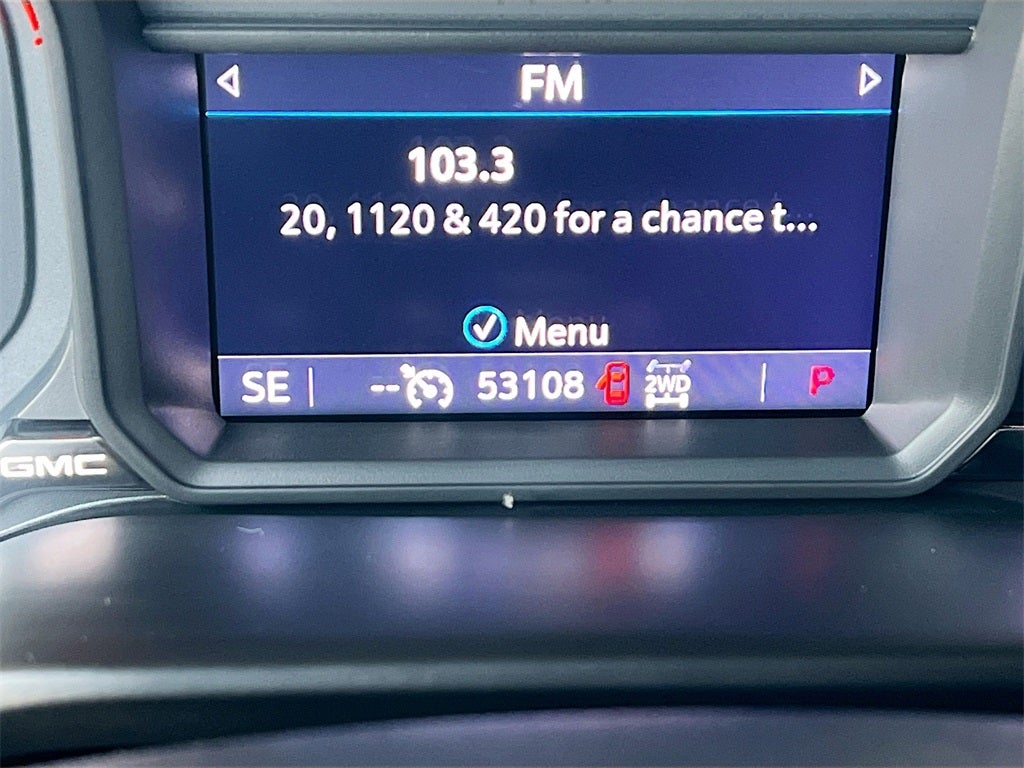 FM
103.3
20, 1120 & 420 for a chance t...
Menu
SE -- 53108 2WD P
GMC